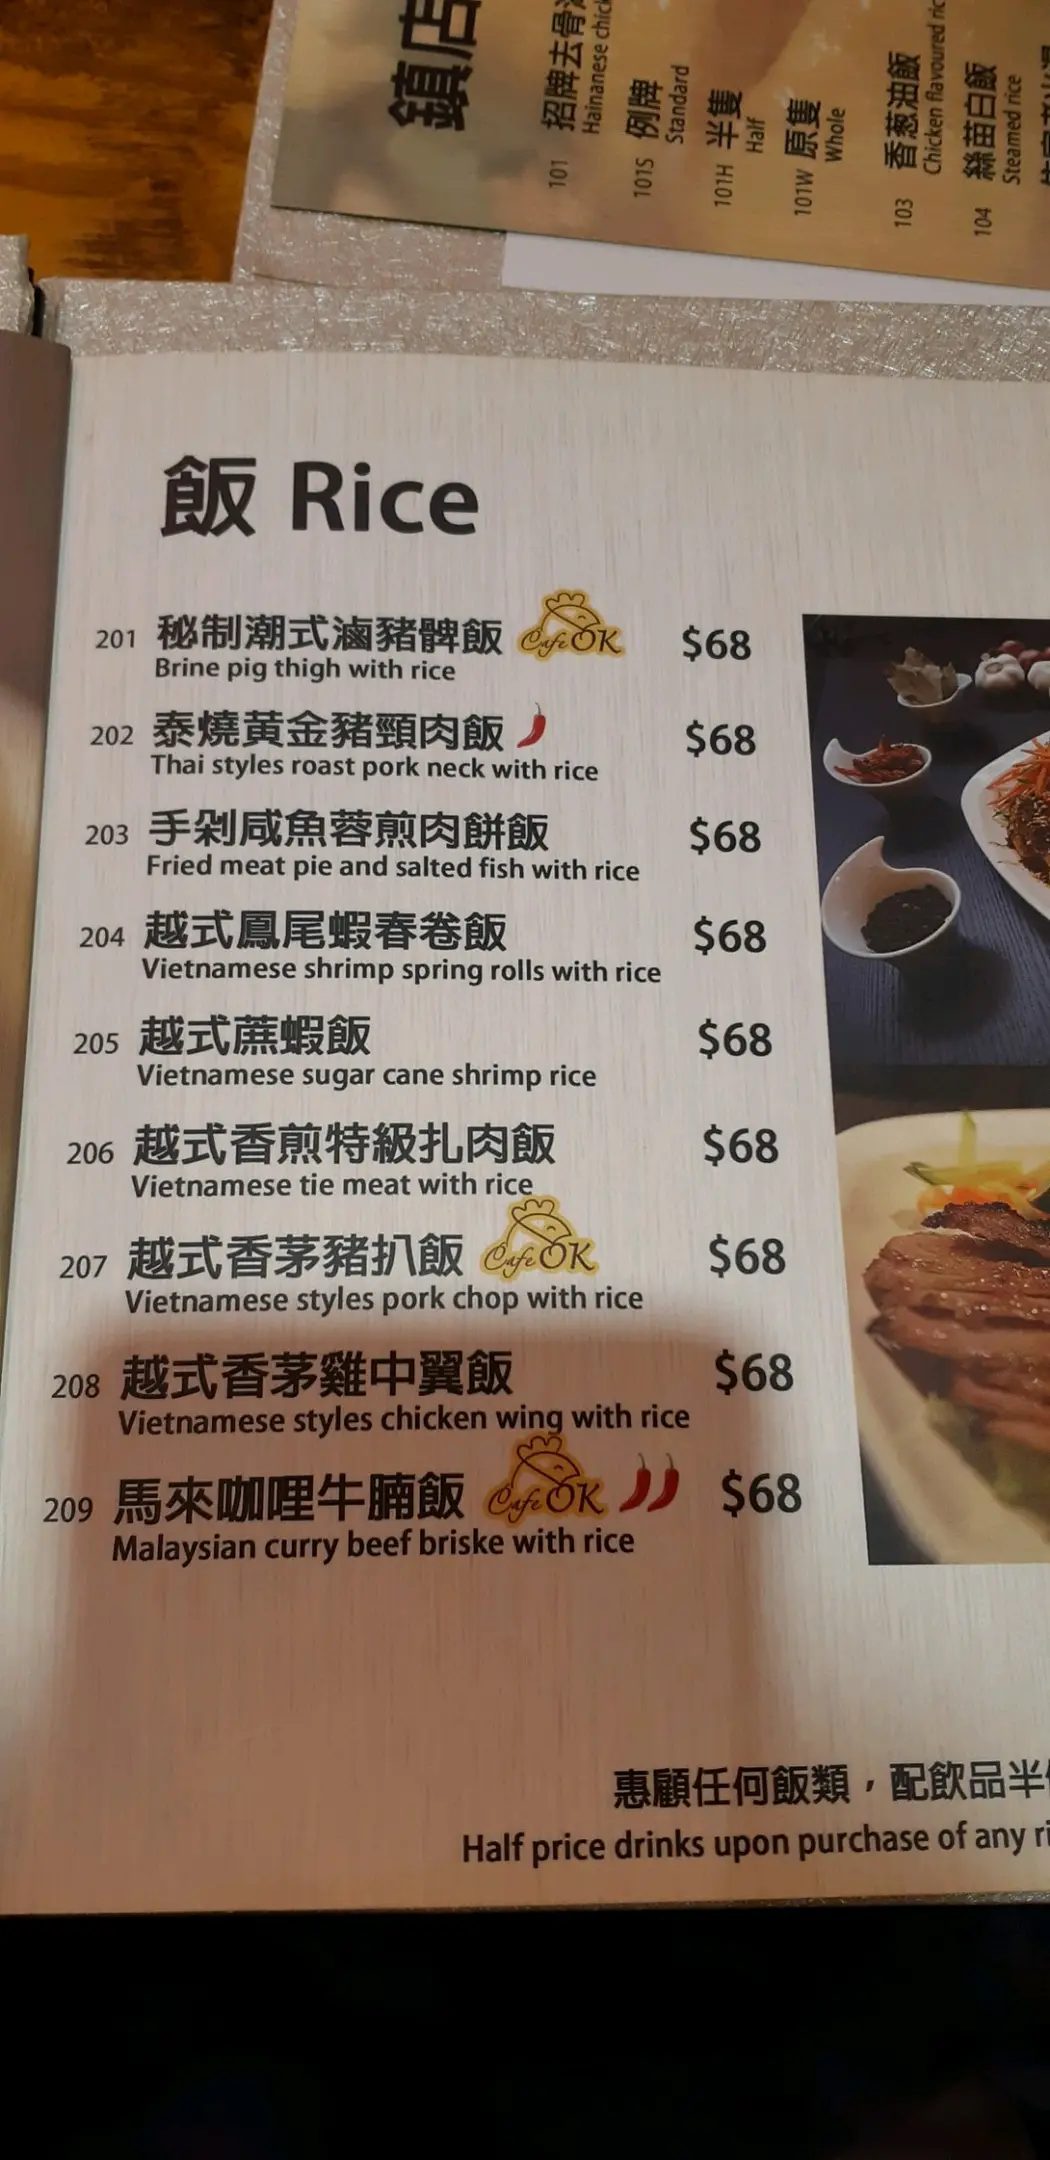 鎮店
101 招牌去骨
Hainanese
101S 例牌
Standard
101H 半隻
Half
101W 原隻
Whole
103 香葱油飯
Chicken flavoured
104 絲苗白飯
Steamed rice
飯 Rice
201 秘制潮式滷豬髀飯 Cafe OK $68
Brine pig thigh with rice
202 泰燒黃金豬頸肉飯 $68
Thai styles roast pork neck with rice
203 手剁咸魚蓉煎肉餅飯 $68
Fried meat pie and salted fish with rice
204 越式鳳尾蝦春卷飯 $68
Vietnamese shrimp spring rolls with rice
205 越式蔗蝦飯 $68
Vietnamese sugar cane shrimp rice
206 越式香煎特級扎肉飯 $68
Vietnamese tie meat with rice
207 越式香茅豬扒飯 Cafe OK $68
Vietnamese styles pork chop with rice
208 越式香茅雞中翼飯 $68
Vietnamese styles chicken wing with rice
209 馬來咖哩牛腩飯 Cafe OK $68
Malaysian curry beef briske with rice
惠顧任何飯類，配飲品半
Half price drinks upon purchase of any